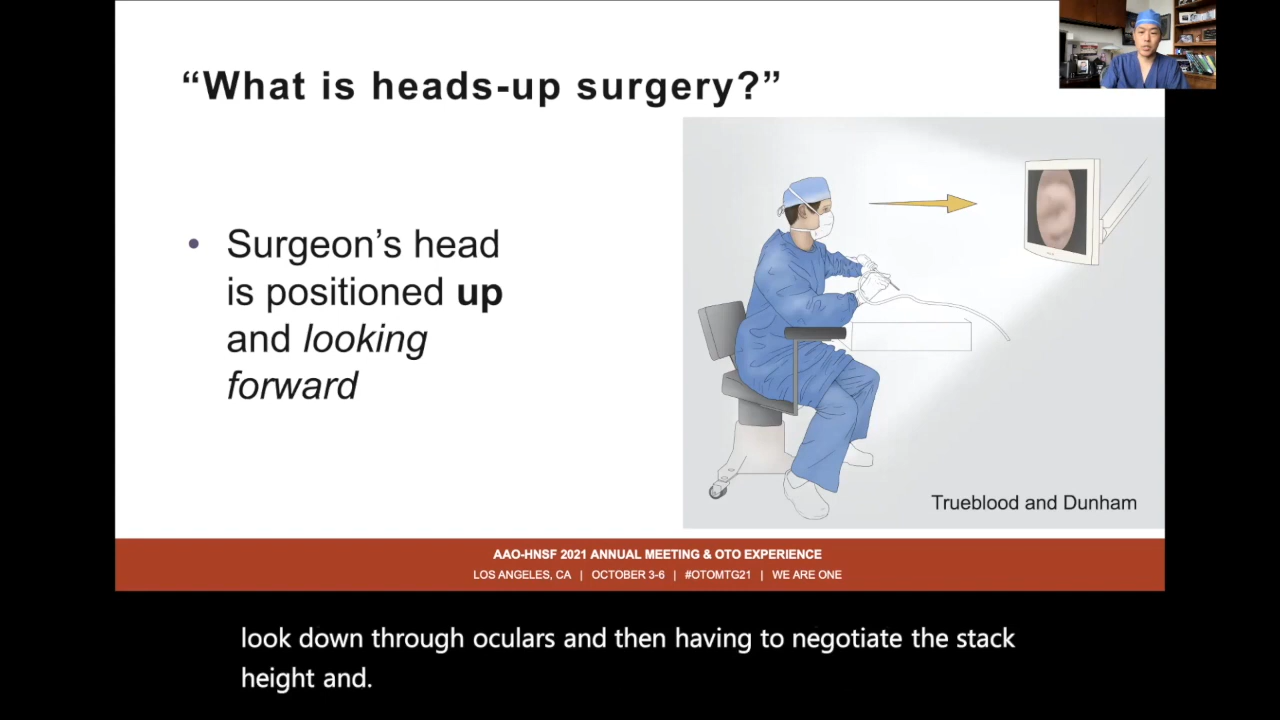 “What is heads-up surgery?”
• Surgeon’s head
is positioned up
and looking
forward
Trueblood and Dunham
AAO-HNSF 2021 ANNUAL MEETING & OTO EXPERIENCE
LOS ANGELES, CA | OCTOBER 3-6 | #OTOMTG21 | WE ARE ONE
look down through oculars and then having to negotiate the stack
height and.